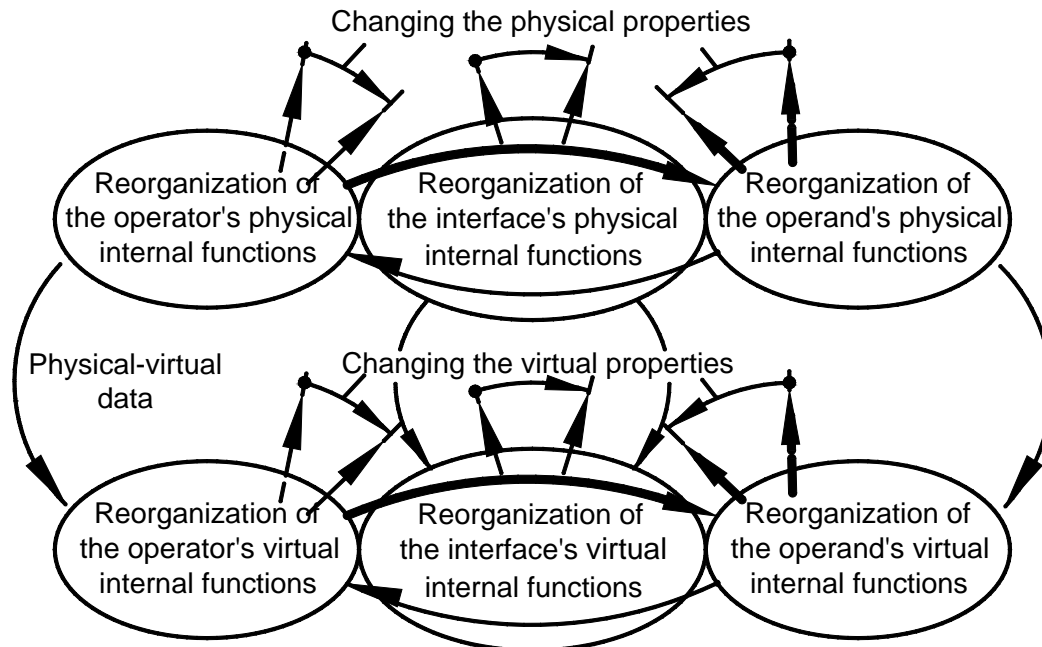 Changing the physical properties
Reorganization of
the operator's physical
internal functions
Reorganization of
the interface's physical
internal functions
Reorganization of
the operand's physical
internal functions
Physical-virtual
data
Changing the virtual properties
Reorganization of
the operator's virtual
internal functions
Reorganization of
the interface's virtual
internal functions
Reorganization of
the operand's virtual
internal functions